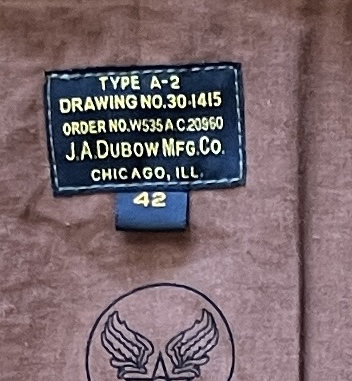 TYPE A-2
DRAWING NO. 30-1415
ORDER NO. W535 A.C. 20960
J.A. DUBOW MFG. CO.
CHICAGO, ILL.
42